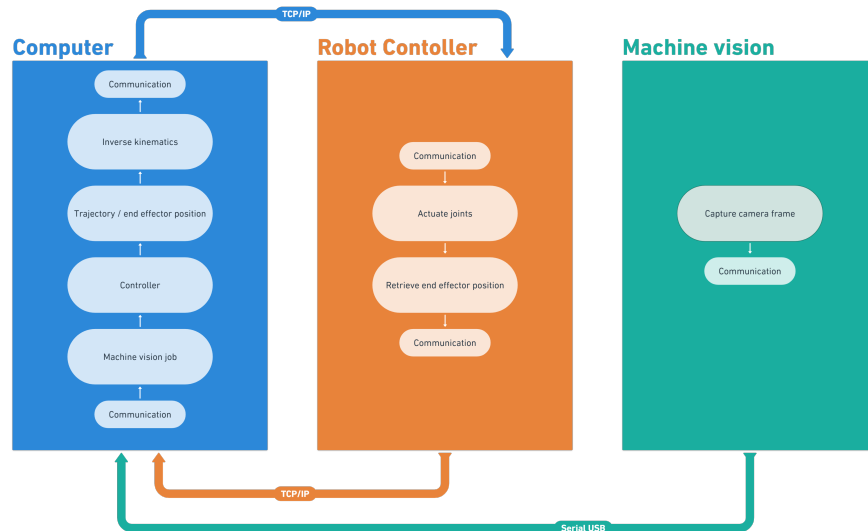 TCP/IP
Computer
Robot Contoller
Machine vision
Communication
Inverse kinematics
Trajectory / end effector position
Controller
Machine vision job
Communication
Communication
Actuate joints
Retrieve end effector position
Communication
Capture camera frame
Communication
TCP/IP
Serial USB